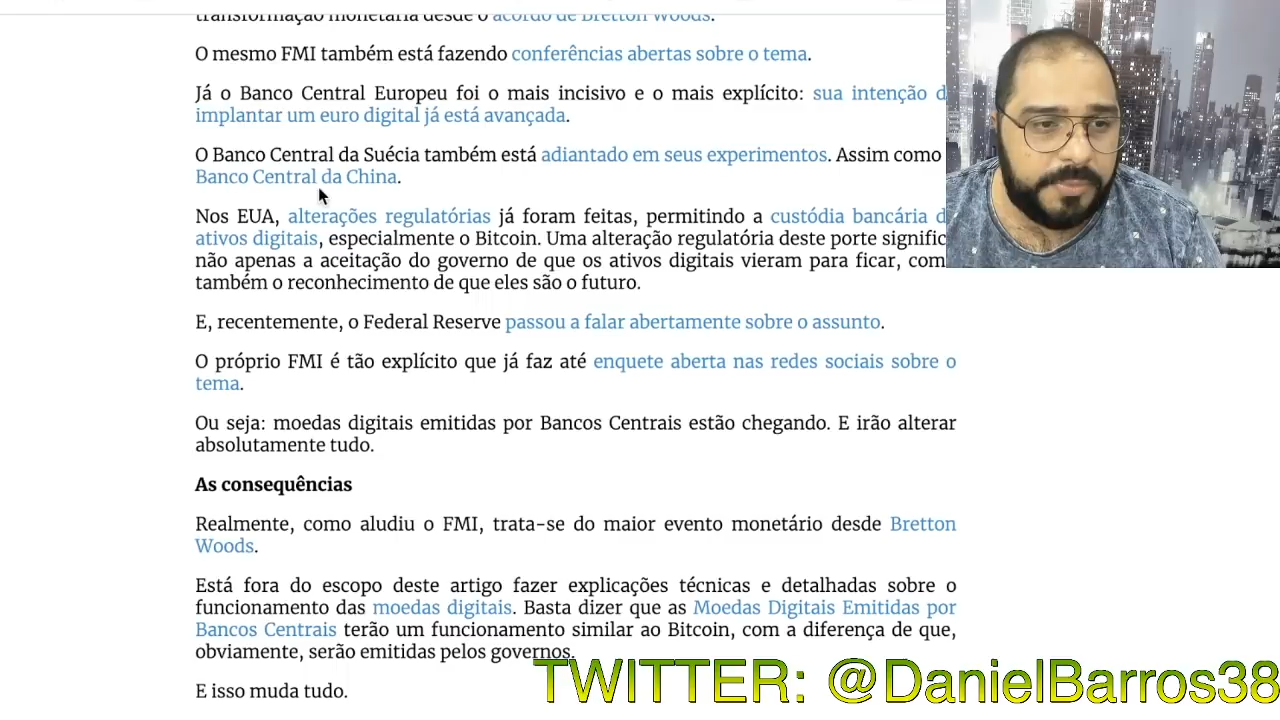 transformação monetária desde o acordo de Bretton Woods.
O mesmo FMI também está fazendo conferências abertas sobre o tema.
Já o Banco Central Europeu foi o mais incisivo e o mais explícito: sua intenção d
implantar um euro digital já está avançada.
O Banco Central da Suécia também está adiantado em seus experimentos. Assim como
Banco Central da China.
Nos EUA, alterações regulatórias já foram feitas, permitindo a custódia bancária d
ativos digitais, especialmente o Bitcoin. Uma alteração regulatória deste porte signific
não apenas a aceitação do governo de que os ativos digitais vieram para ficar, com
também o reconhecimento de que eles são o futuro.
E, recentemente, o Federal Reserve passou a falar abertamente sobre o assunto.
O próprio FMI é tão explícito que já faz até enquete aberta nas redes sociais sobre o
tema.
Ou seja: moedas digitais emitidas por Bancos Centrais estão chegando. E irão alterar
absolutamente tudo.
As consequências
Realmente, como aludiu o FMI, trata-se do maior evento monetário desde Bretton
Woods.
Está fora do escopo deste artigo fazer explicações técnicas e detalhadas sobre o
funcionamento das moedas digitais. Basta dizer que as Moedas Digitais Emitidas por
Bancos Centrais terão um funcionamento similar ao Bitcoin, com a diferença de que,
obviamente, serão emitidas pelos governos.
E isso muda tudo.
TWITTER: @DanielBarros38